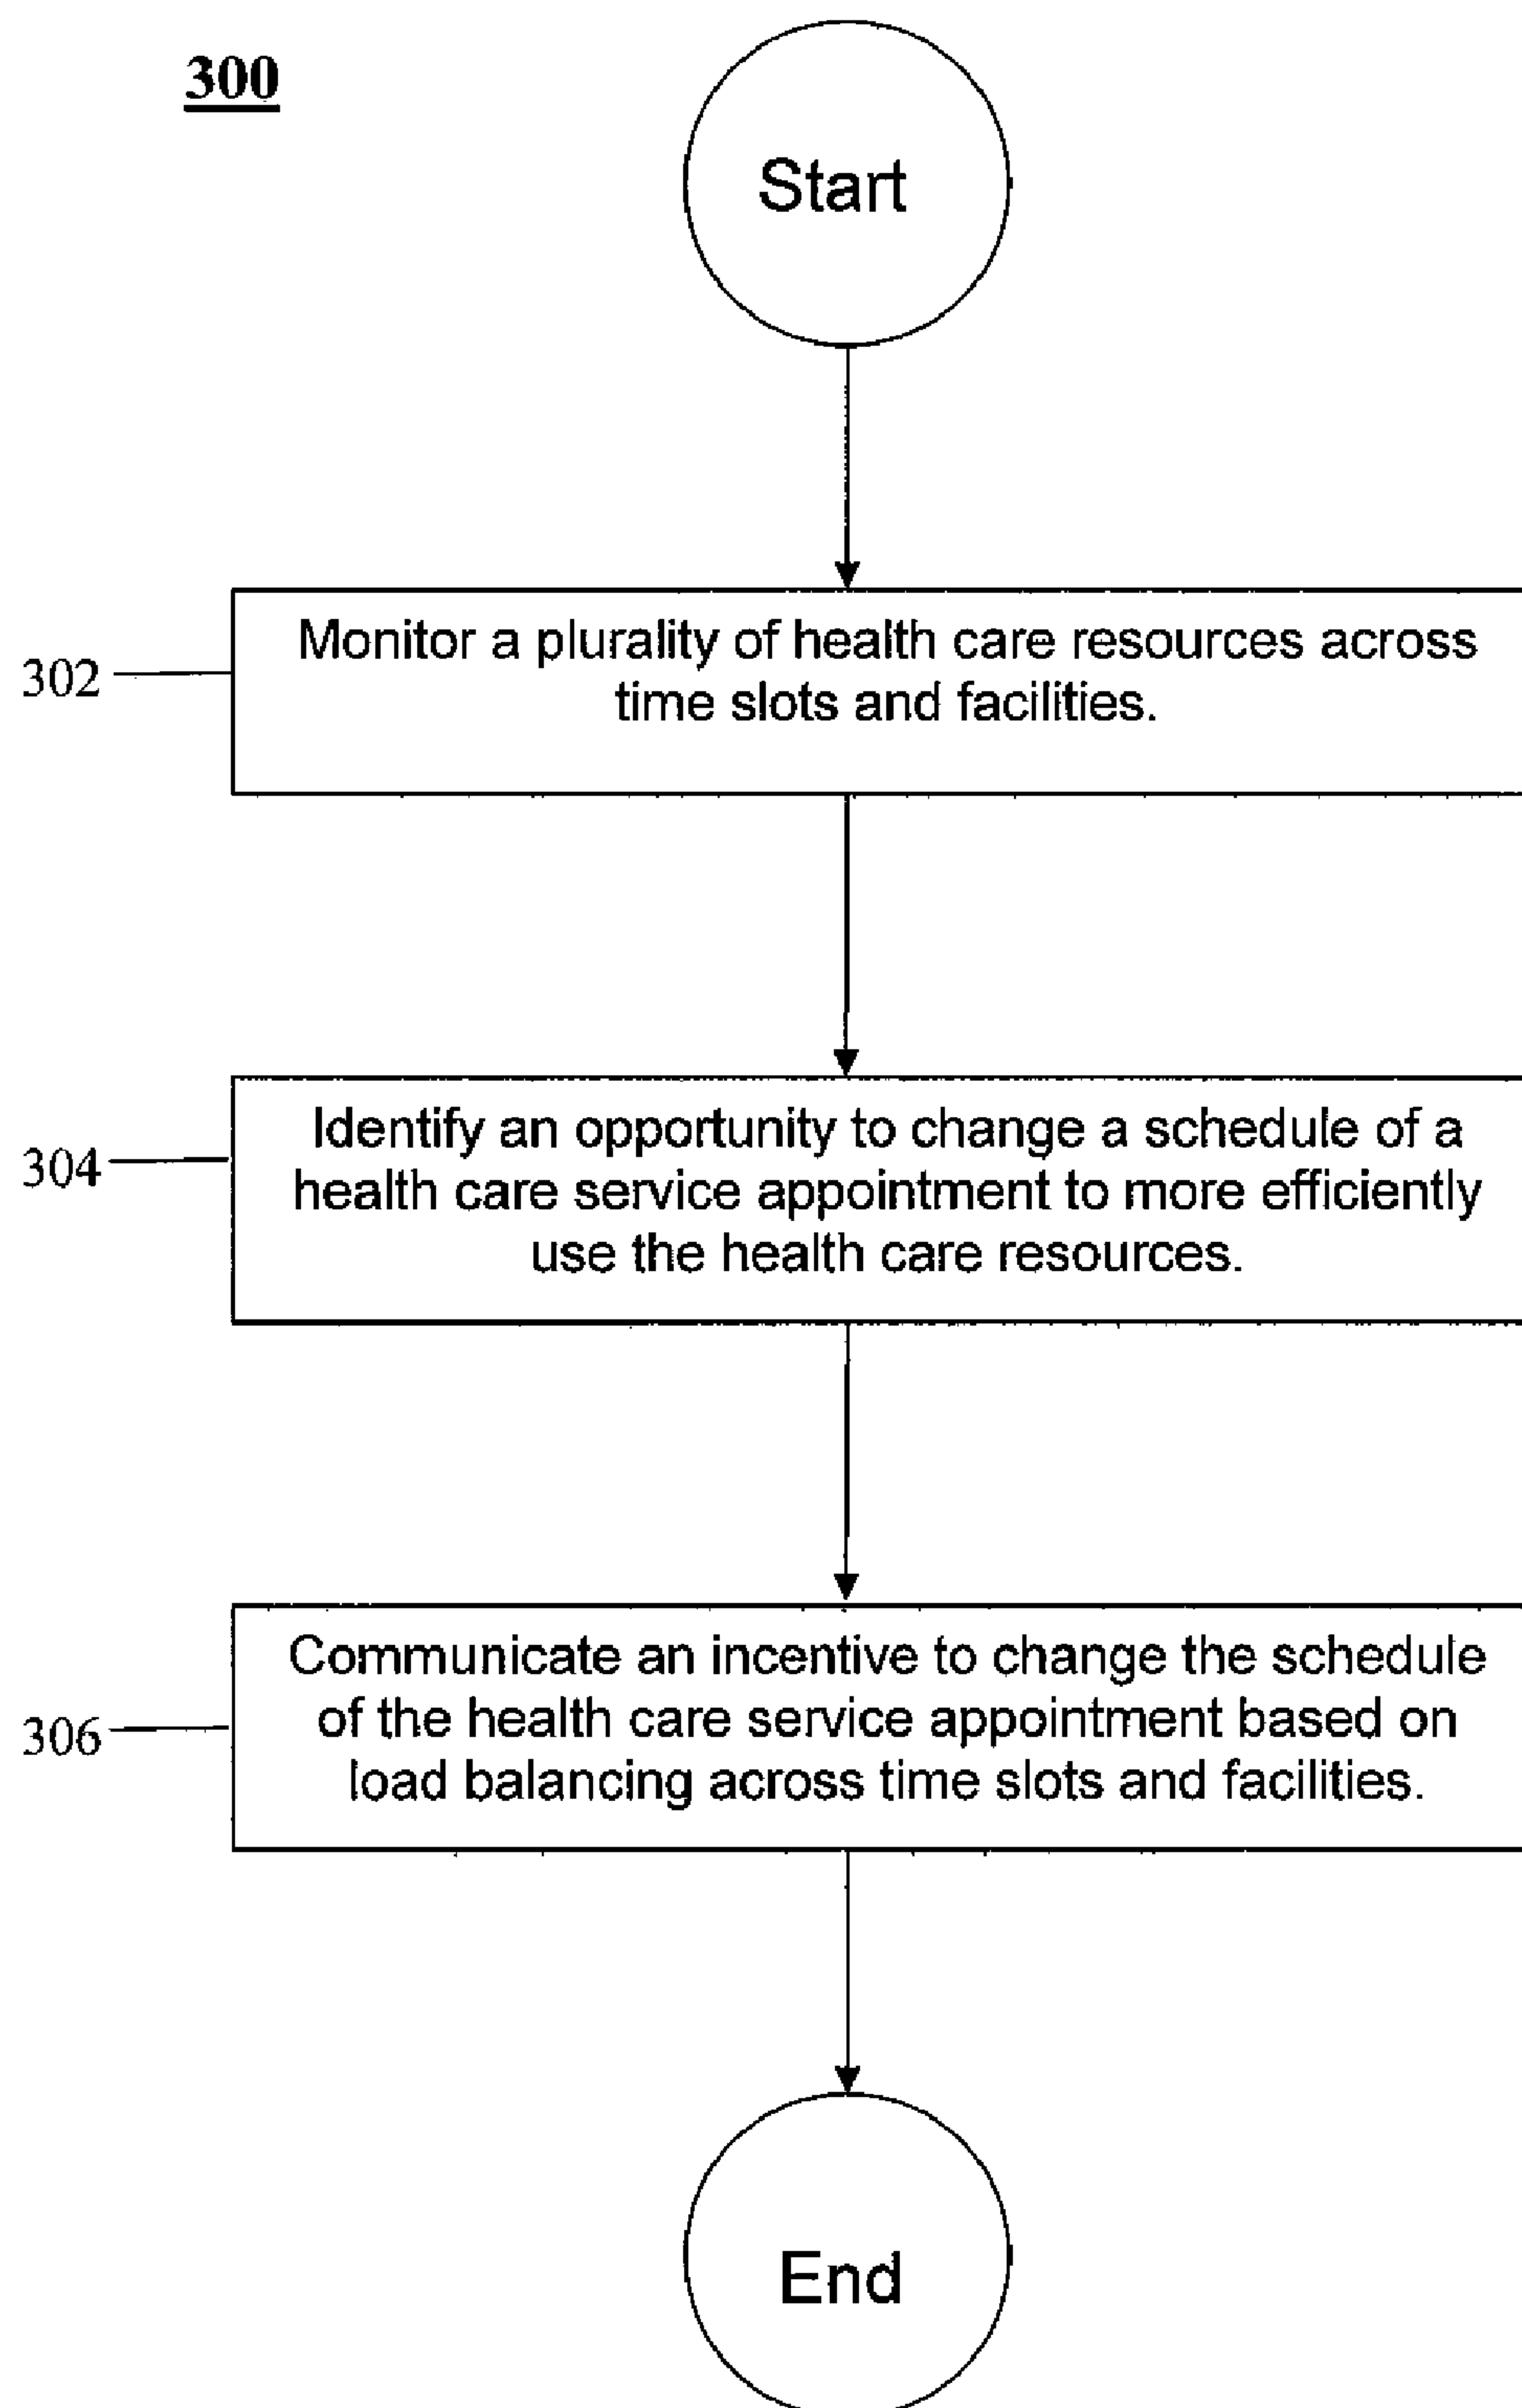 300
Start
302
Monitor a plurality of health care resources across
time slots and facilities.
304
Identify an opportunity to change a schedule of a
health care service appointment to more efficiently
use the health care resources.
306
Communicate an incentive to change the schedule
of the health care service appointment based on
load balancing across time slots and facilities.
End